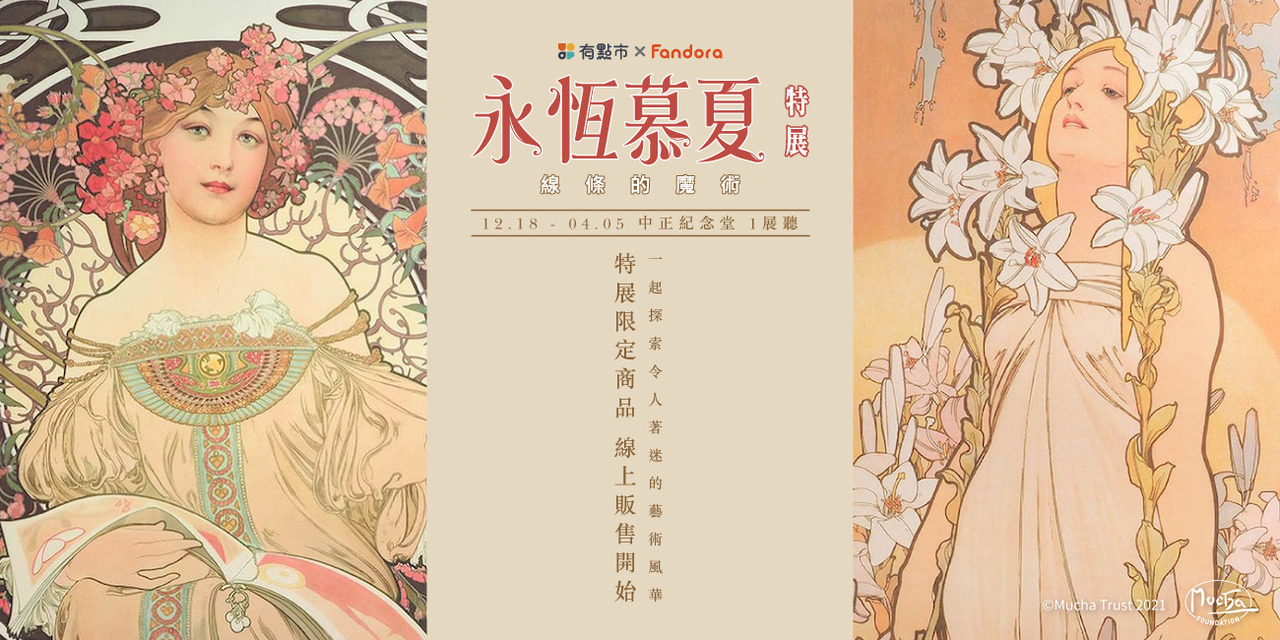 有點市 × Fandora
永恆慕夏 特展
線條的魔術
12.18 - 04.05 中正紀念堂 1展聽
一起探索令人著迷的藝術風華
特展限定商品 線上販售開始
©Mucha Trust 2021
Mucha
FOUNDATION